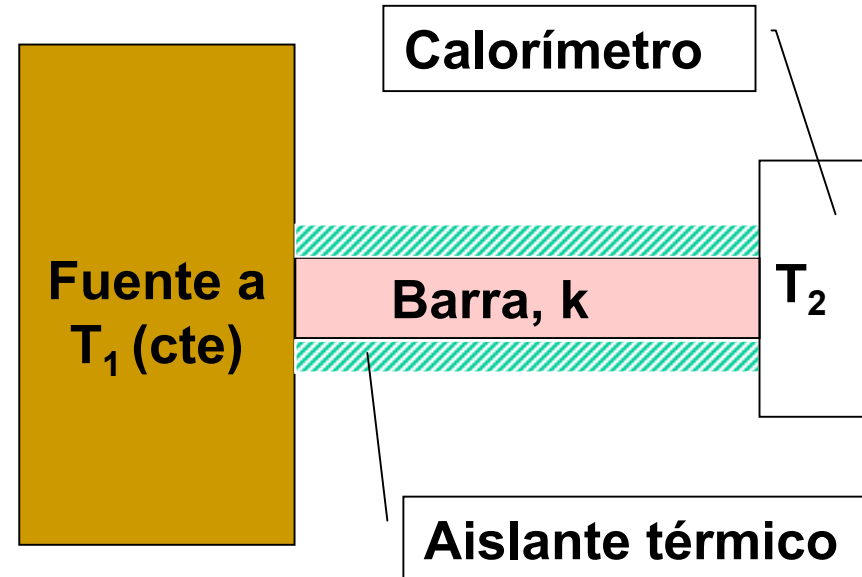 Calorímetro
Fuente a
T₁ (cte)
Barra, k
T₂
Aislante térmico